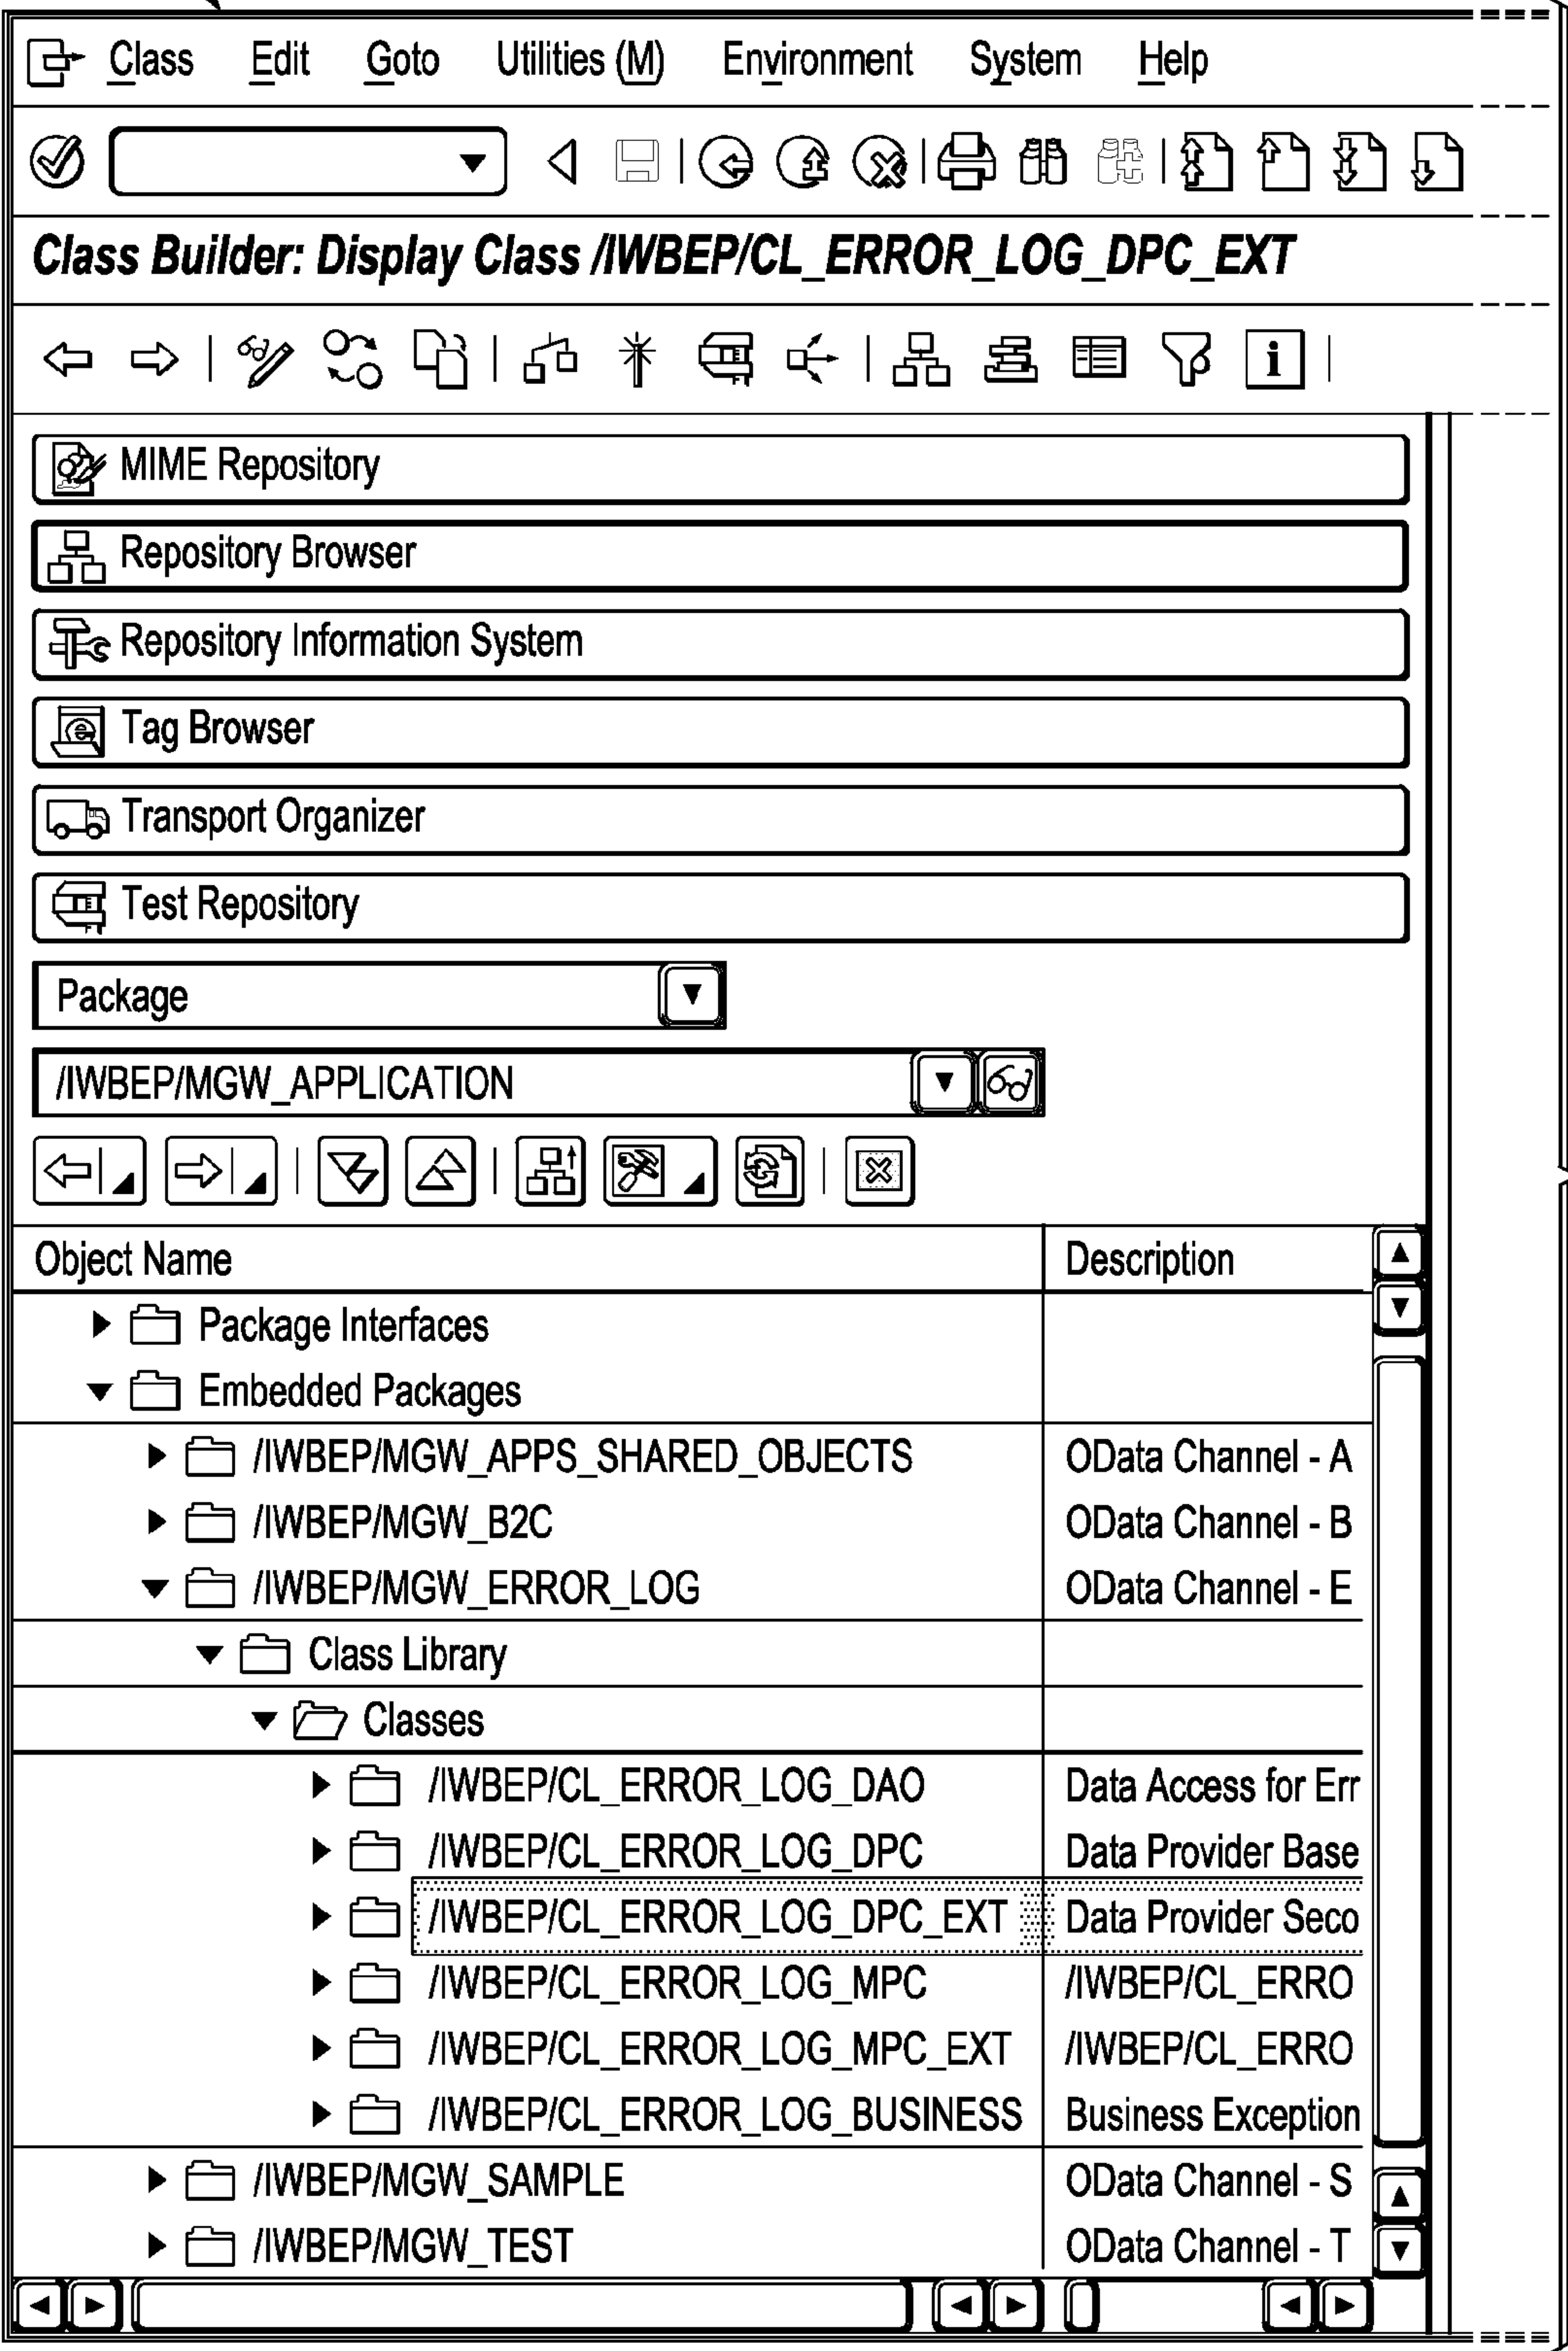 Class Edit Goto Utilities (M) Environment System Help
Class Builder: Display Class /IWBEP/CL_ERROR_LOG_DPC_EXT
MIME Repository
Repository Browser
Repository Information System
Tag Browser
Transport Organizer
Test Repository
Package
/IWBEP/MGW_APPLICATION
Object Name Description
Package Interfaces
Embedded Packages
/IWBEP/MGW_APPS_SHARED_OBJECTS OData Channel - A
/IWBEP/MGW_B2C OData Channel - B
/IWBEP/MGW_ERROR_LOG OData Channel - E
Class Library
Classes
/IWBEP/CL_ERROR_LOG_DAO Data Access for Err
/IWBEP/CL_ERROR_LOG_DPC Data Provider Base
/IWBEP/CL_ERROR_LOG_DPC_EXT Data Provider Seco
/IWBEP/CL_ERROR_LOG_MPC /IWBEP/CL_ERRO
/IWBEP/CL_ERROR_LOG_MPC_EXT /IWBEP/CL_ERRO
/IWBEP/CL_ERROR_LOG_BUSINESS Business Exception
/IWBEP/MGW_SAMPLE OData Channel - S
/IWBEP/MGW_TEST OData Channel - T